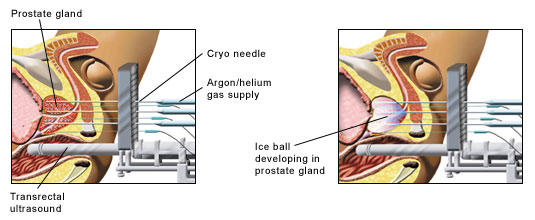 Prostate gland
Cryo needle
Argon/helium
gas supply
Ice ball
developing in
prostate gland
Transrectal
ultrasound